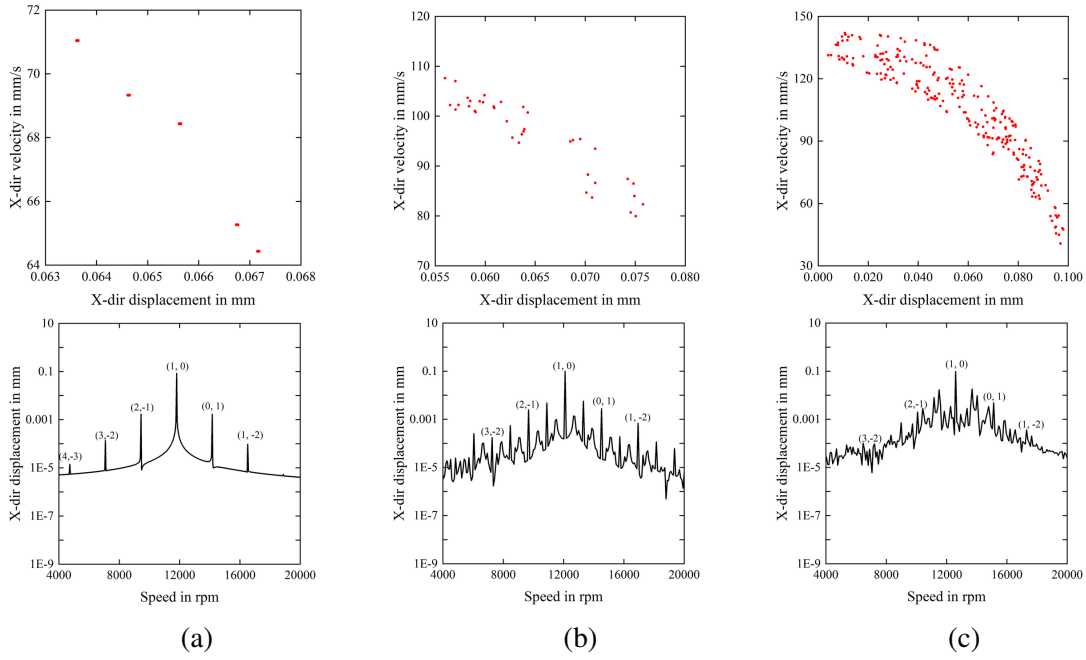 72
70
68
66
64
X-dir velocity in mm/s
0.063 0.064 0.065 0.066 0.067 0.068
X-dir displacement in mm
120
110
100
90
80
70
X-dir velocity in mm/s
0.055 0.060 0.065 0.070 0.075 0.080
X-dir displacement in mm
150
120
90
60
30
X-dir velocity in mm/s
0.000 0.020 0.040 0.060 0.080 0.100
X-dir displacement in mm
10
0.1
0.001
1E-5
1E-7
1E-9
X-dir displacement in mm
(4,-3)
(3,-2)
(2,-1)
(1, 0)
(0, 1)
(1, -2)
4000 8000 12000 16000 20000
Speed in rpm
10
0.1
0.001
1E-5
1E-7
1E-9
X-dir displacement in mm
(3,-2)
(2,-1)
(1, 0)
(0, 1)
(1, -2)
4000 8000 12000 16000 20000
Speed in rpm
10
0.1
0.001
1E-5
1E-7
1E-9
X-dir displacement in mm
(3,-2)
(2,-1)
(1, 0)
(0, 1)
(1, -2)
4000 8000 12000 16000 20000
Speed in rpm
(a)
(b)
(c)